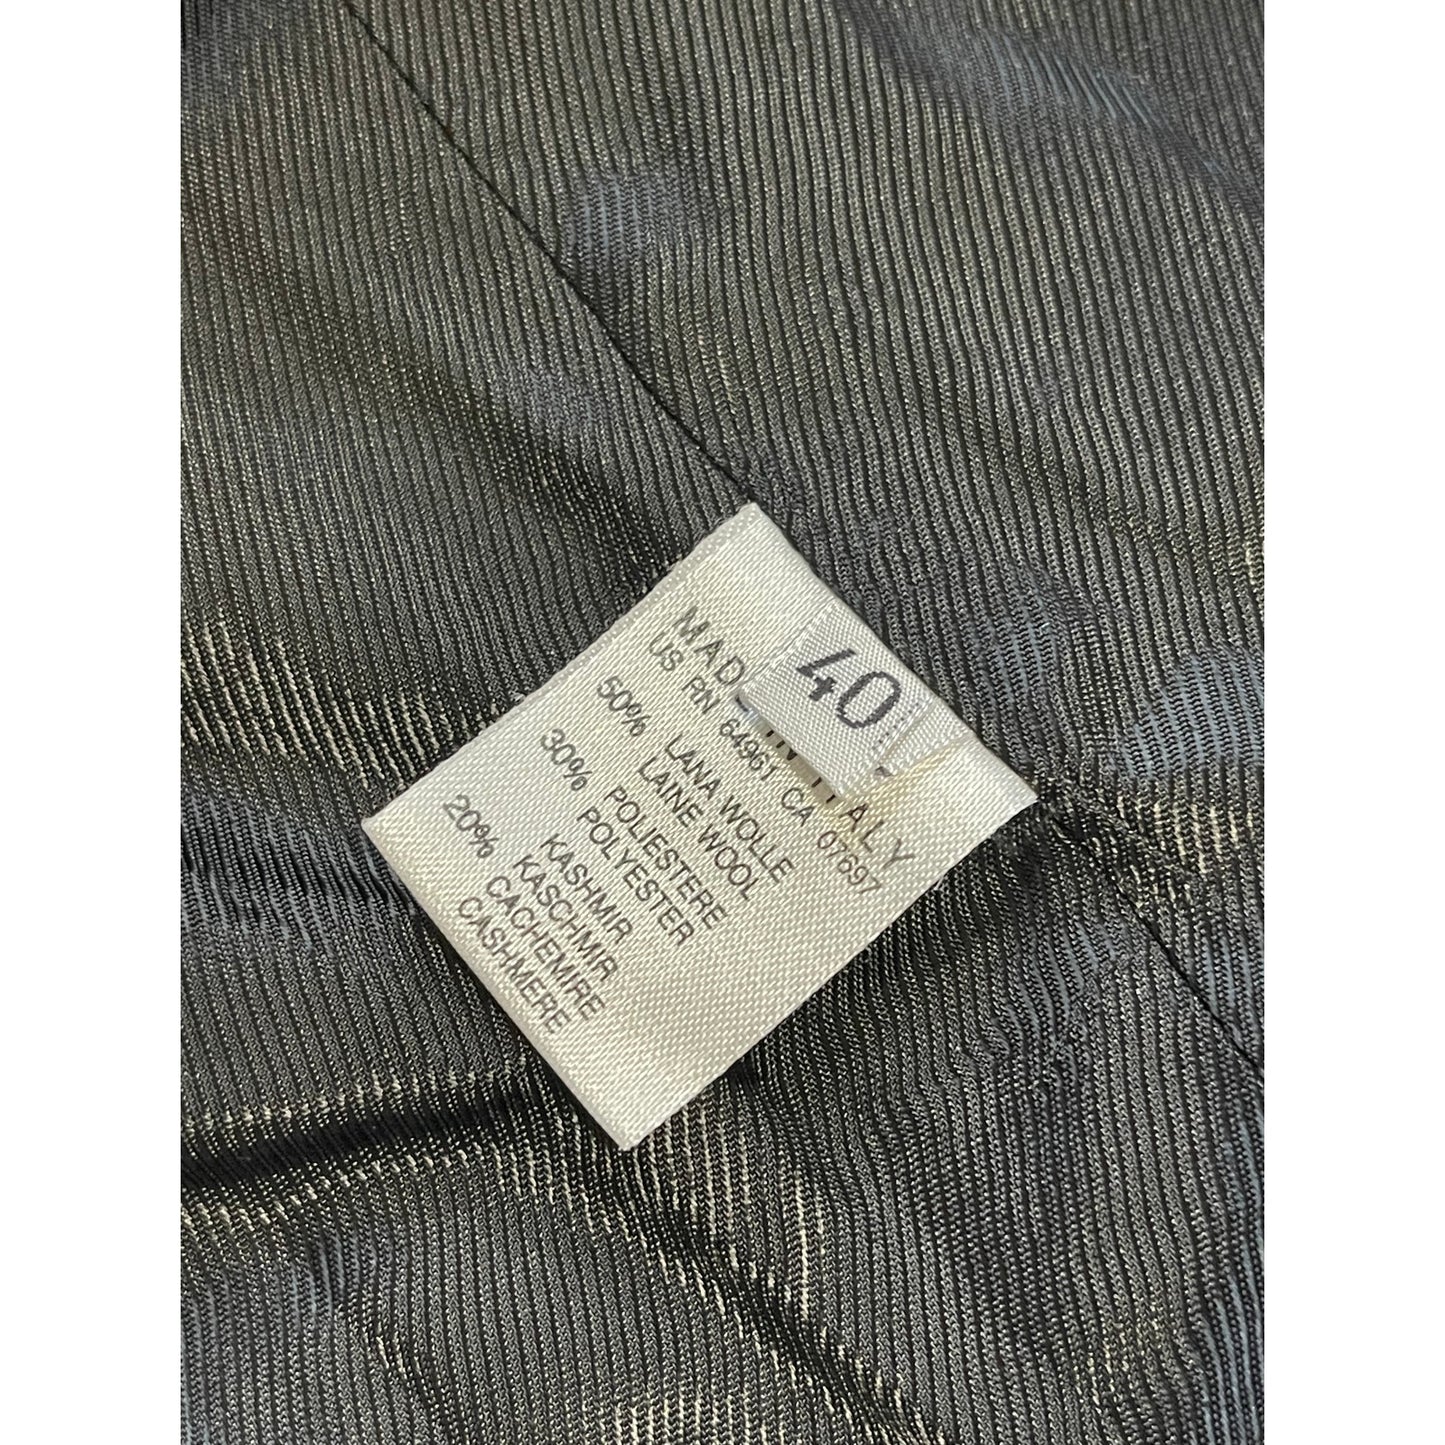 40
MADE IN ITALY
US RN 64961 CA 07697
50% LANA WOLLE
LAINE WOOL
30% POLIESTERE
POLYESTER
20% KASHMIR
KASCHMIR
CACHEMIRE
CASHMERE